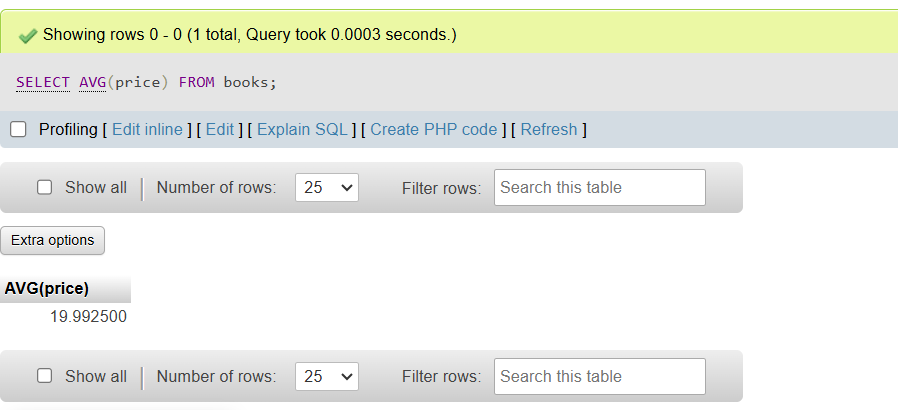 Showing rows 0 - 0 (1 total, Query took 0.0003 seconds.)
SELECT AVG(price) FROM books;
Profiling [ Edit inline ] [ Edit ] [ Explain SQL ] [ Create PHP code ] [ Refresh ]
Show all Number of rows: 25 Filter rows: Search this table
Extra options
AVG(price)
19.992500
Show all Number of rows: 25 Filter rows: Search this table